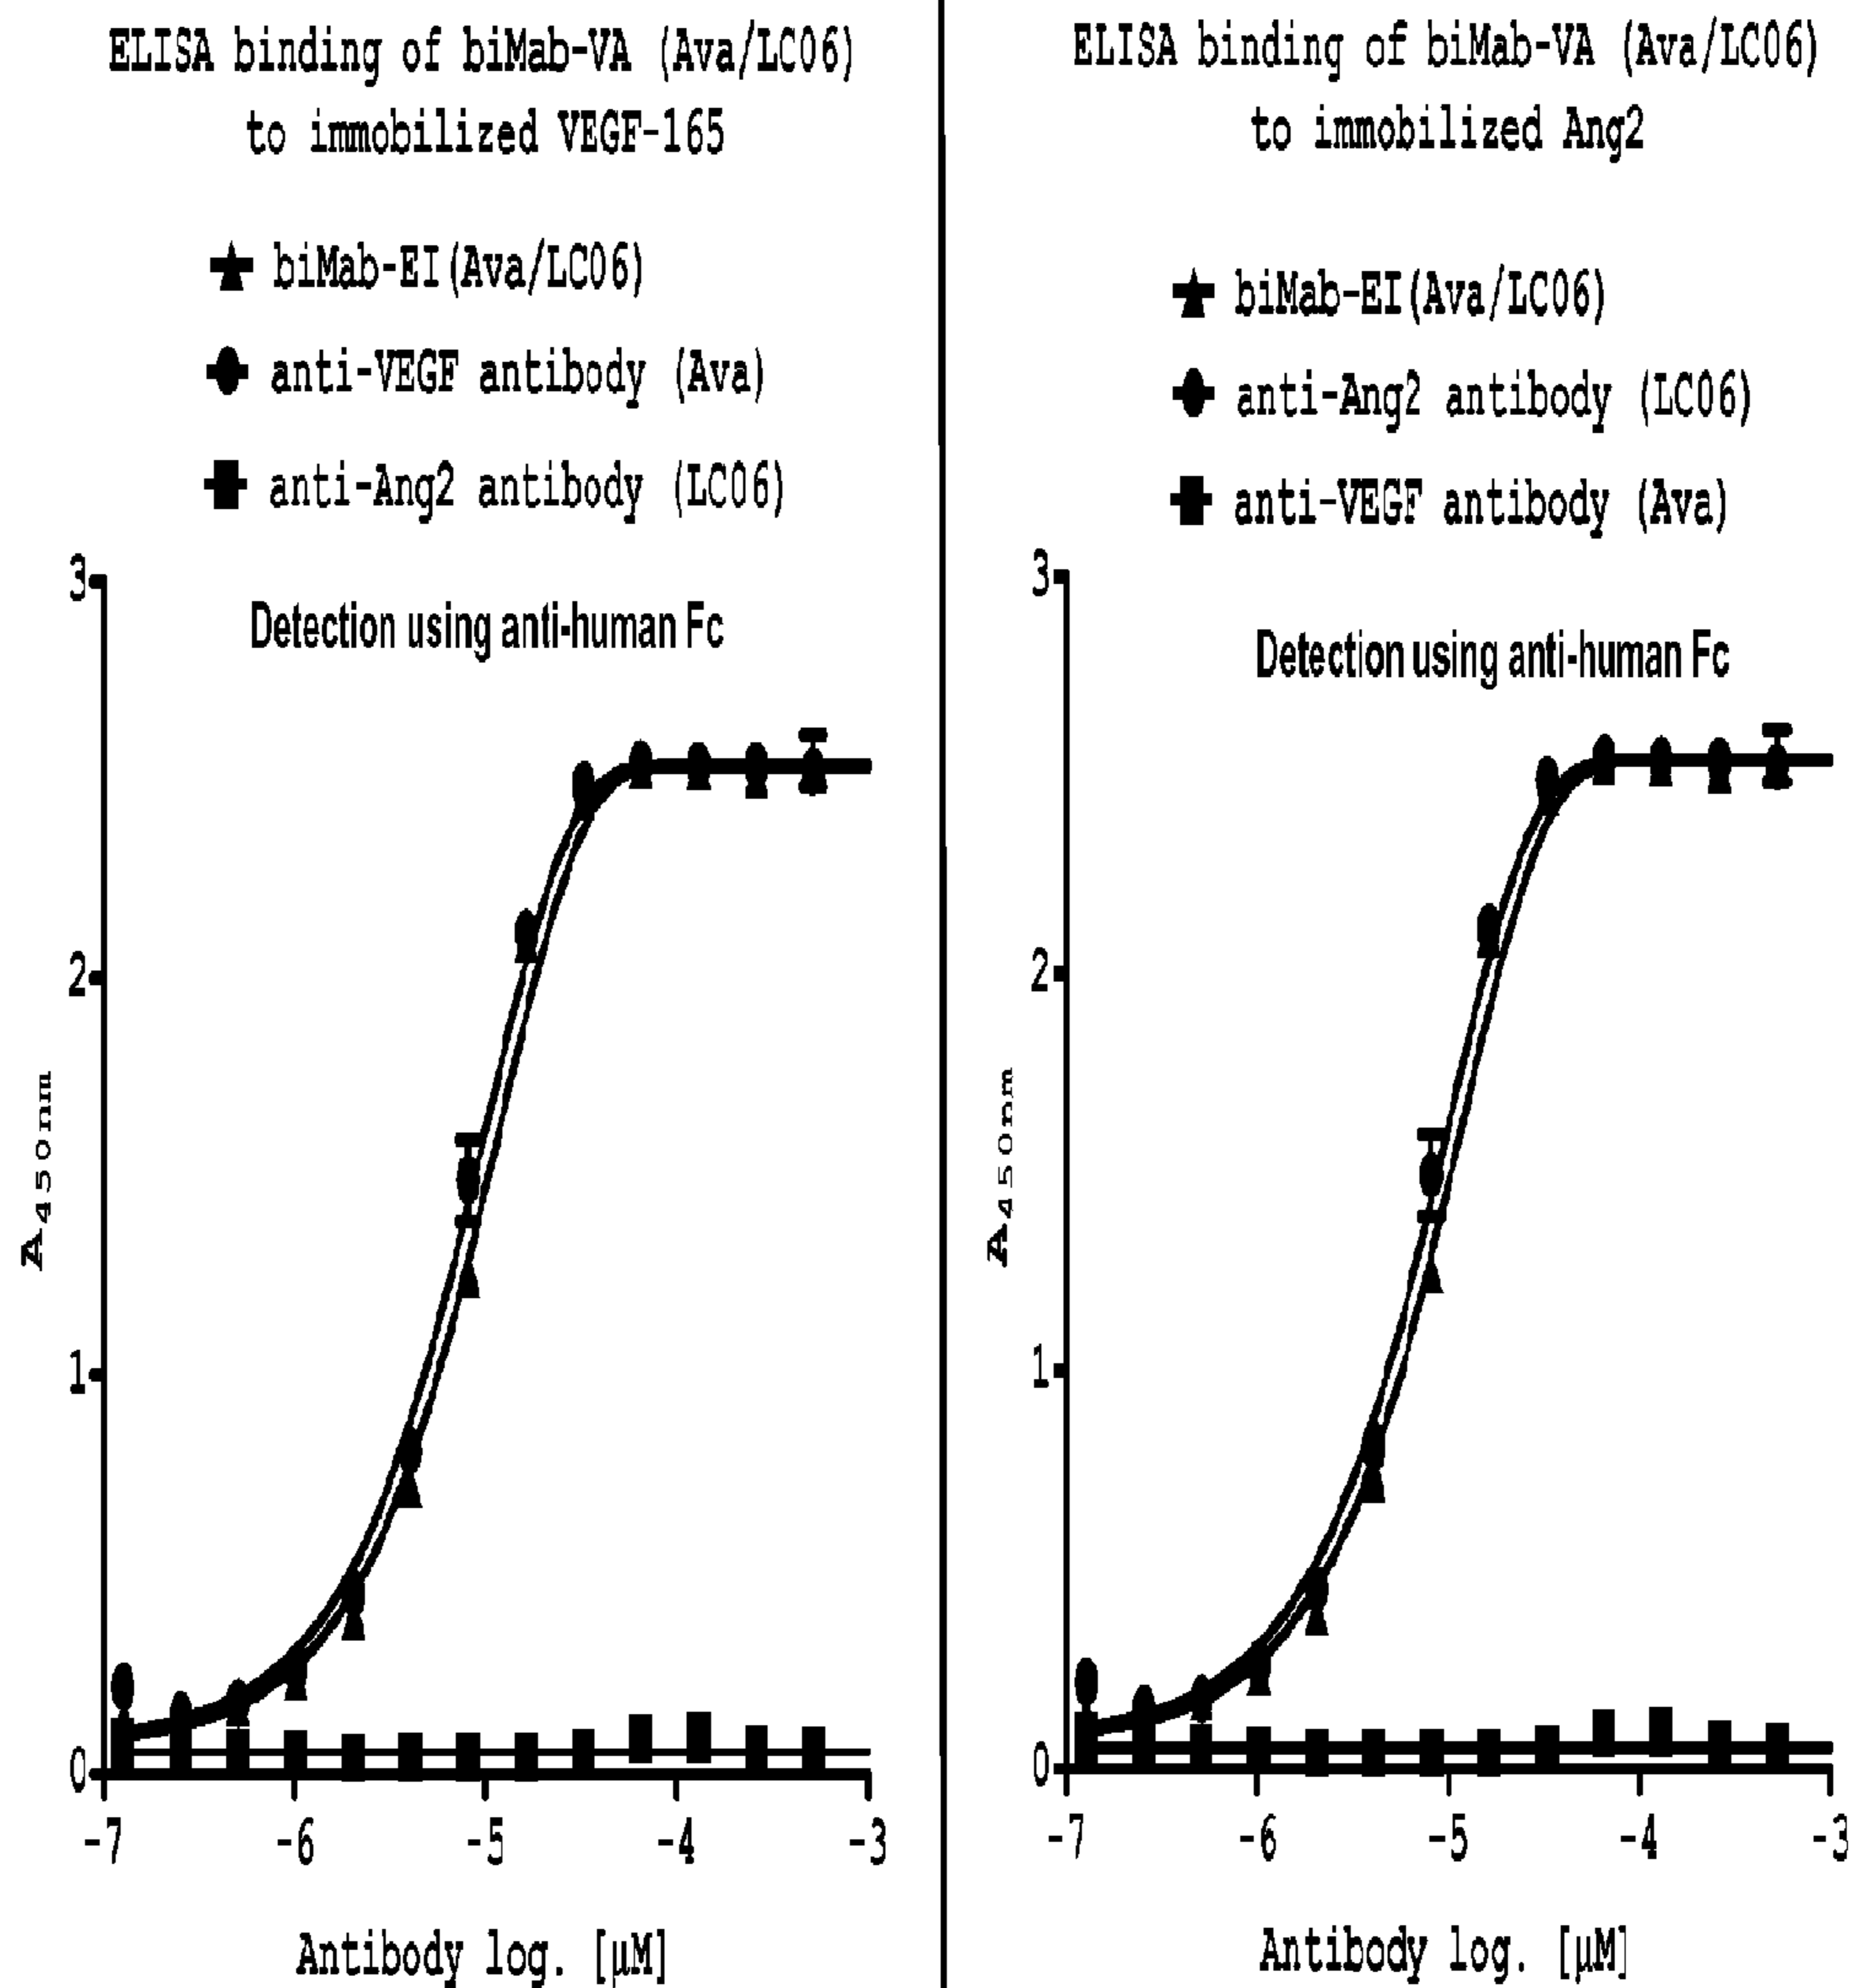 ELISA binding of biMab-VA (Ava/LC06)
to immobilized VEGF-165
biMab-EI(Ava/LC06)
anti-VEGF antibody (Ava)
anti-Ang2 antibody (LC06)
Detection using anti-human Fc
3
2
1
0
A450nm
-7
-6
-5
-4
-3
Antibody log. [µM]
ELISA binding of biMab-VA (Ava/LC06)
to immobilized Ang2
biMab-EI(Ava/LC06)
anti-Ang2 antibody (LC06)
anti-VEGF antibody (Ava)
Detection using anti-human Fc
3
2
1
0
A450nm
-7
-6
-5
-4
-3
Antibody log. [µM]